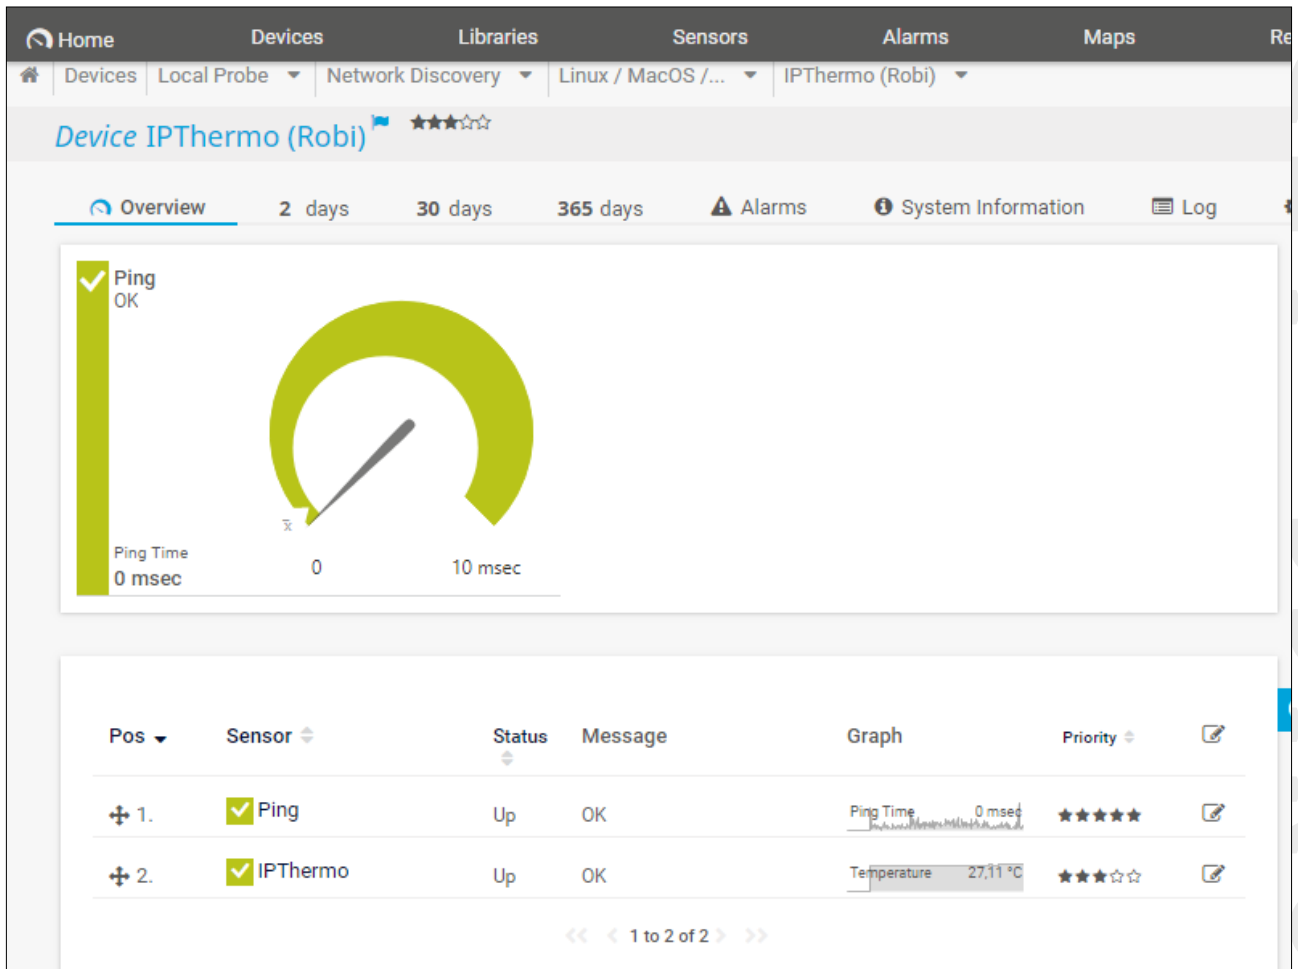 Home Devices Libraries Sensors Alarms Maps Re
Devices Local Probe Network Discovery Linux / MacOS /... IPThermo (Robi)
Device IPThermo (Robi)
Overview 2 days 30 days 365 days Alarms System Information Log
Ping
OK
x̄
Ping Time
0 msec
0 10 msec
Pos Sensor Status Message Graph Priority
1. Ping Up OK Ping Time 0 msec
2. IPThermo Up OK Temperature 27,11 °C
<< < 1 to 2 of 2 > >>